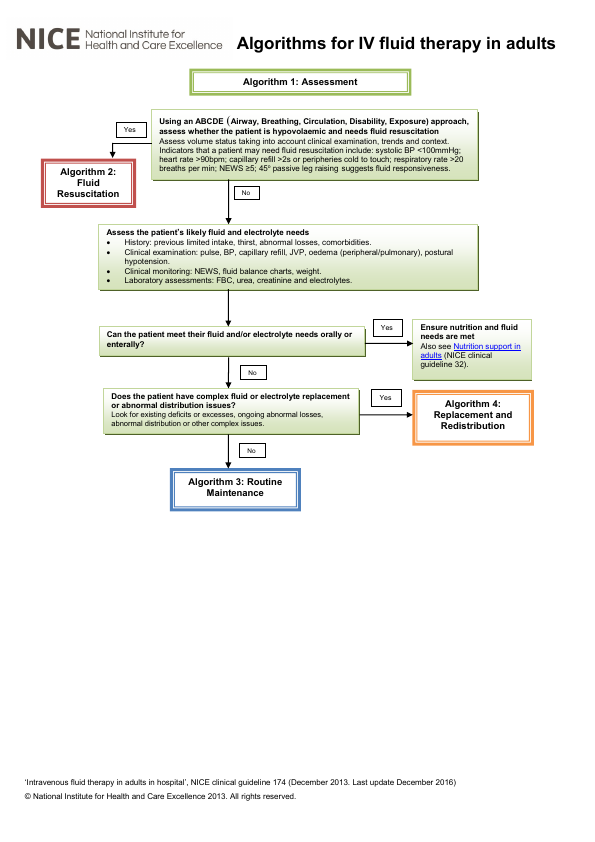 NICE National Institute for
Health and Care Excellence
Algorithms for IV fluid therapy in adults
Algorithm 1: Assessment
Using an ABCDE (Airway, Breathing, Circulation, Disability, Exposure) approach,
assess whether the patient is hypovolaemic and needs fluid resuscitation
Assess volume status taking into account clinical examination, trends and context.
Indicators that a patient may need fluid resuscitation include: systolic BP <100mmHg;
heart rate >90bpm; capillary refill >2s or peripheries cold to touch; respiratory rate >20
breaths per min; NEWS ≥5; 45º passive leg raising suggests fluid responsiveness.
Yes
Algorithm 2:
Fluid
Resuscitation
No
Assess the patient's likely fluid and electrolyte needs
• History: previous limited intake, thirst, abnormal losses, comorbidities.
• Clinical examination: pulse, BP, capillary refill, JVP, oedema (peripheral/pulmonary), postural
hypotension.
• Clinical monitoring: NEWS, fluid balance charts, weight.
• Laboratory assessments: FBC, urea, creatinine and electrolytes.
Can the patient meet their fluid and/or electrolyte needs orally or
enterally?
Yes
Ensure nutrition and fluid
needs are met
Also see Nutrition support in
adults (NICE clinical
guideline 32).
No
Does the patient have complex fluid or electrolyte replacement
or abnormal distribution issues?
Look for existing deficits or excesses, ongoing abnormal losses,
abnormal distribution or other complex issues.
Yes
Algorithm 4:
Replacement and
Redistribution
No
Algorithm 3: Routine
Maintenance
'Intravenous fluid therapy in adults in hospital', NICE clinical guideline 174 (December 2013. Last update December 2016)
© National Institute for Health and Care Excellence 2013. All rights reserved.